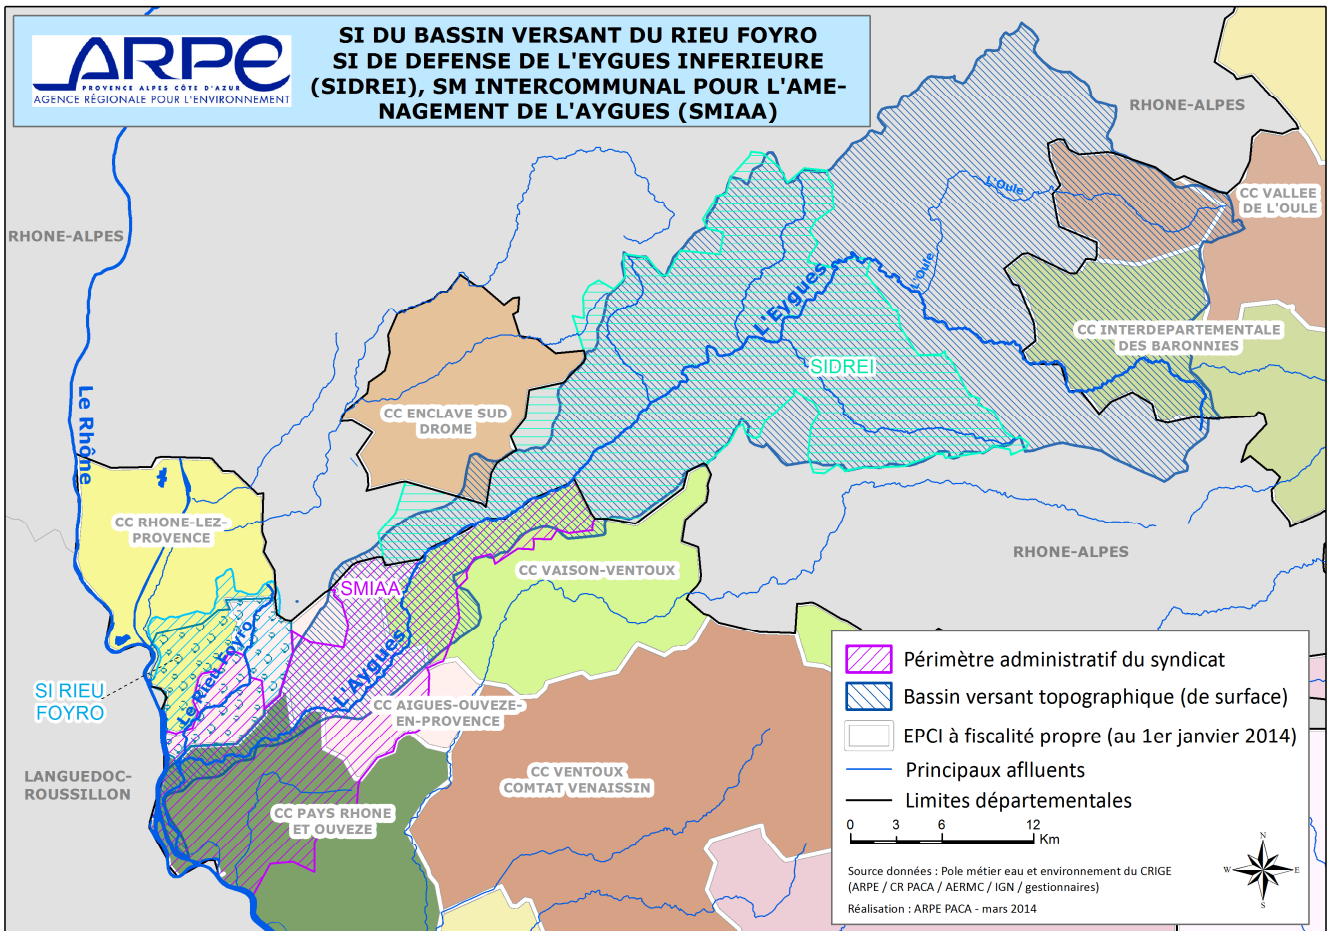 ARPE
PROVENCE ALPES CÔTE D'AZUR
AGENCE RÉGIONALE POUR L'ENVIRONNEMENT
SI DU BASSIN VERSANT DU RIEU FOYRO
SI DE DEFENSE DE L'EYGUES INFERIEURE
(SIDREI), SM INTERCOMMUNAL POUR L'AME-
NAGEMENT DE L'AYGUES (SMIAA)
RHONE-ALPES
L'Oule
CC VALLEE
DE L'OULE
RHONE-ALPES
L'Oule
L'Eygues
CC INTERDEPARTEMENTALE
DES BARONNIES
SIDREI
Le Rhône
CC ENCLAVE SUD
DROME
CC RHONE-LEZ-
PROVENCE
RHONE-ALPES
CC VAISON-VENTOUX
SMIAA
Le Rieu Foyro
L'Aygues
SI RIEU
FOYRO
CC AIGUES-OUVEZE-
EN-PROVENCE
LANGUEDOC-
ROUSSILLON
CC VENTOUX
COMTAT VENAISSIN
CC PAYS RHONE
ET OUVEZE
Périmètre administratif du syndicat
Bassin versant topographique (de surface)
EPCI à fiscalité propre (au 1er janvier 2014)
Principaux aflluents
Limites départementales
0 3 6 12
Km
Source données : Pole métier eau et environnement du CRIGE
(ARPE / CR PACA / AERMC / IGN / gestionnaires)
Réalisation : ARPE PACA - mars 2014
N
W E
S